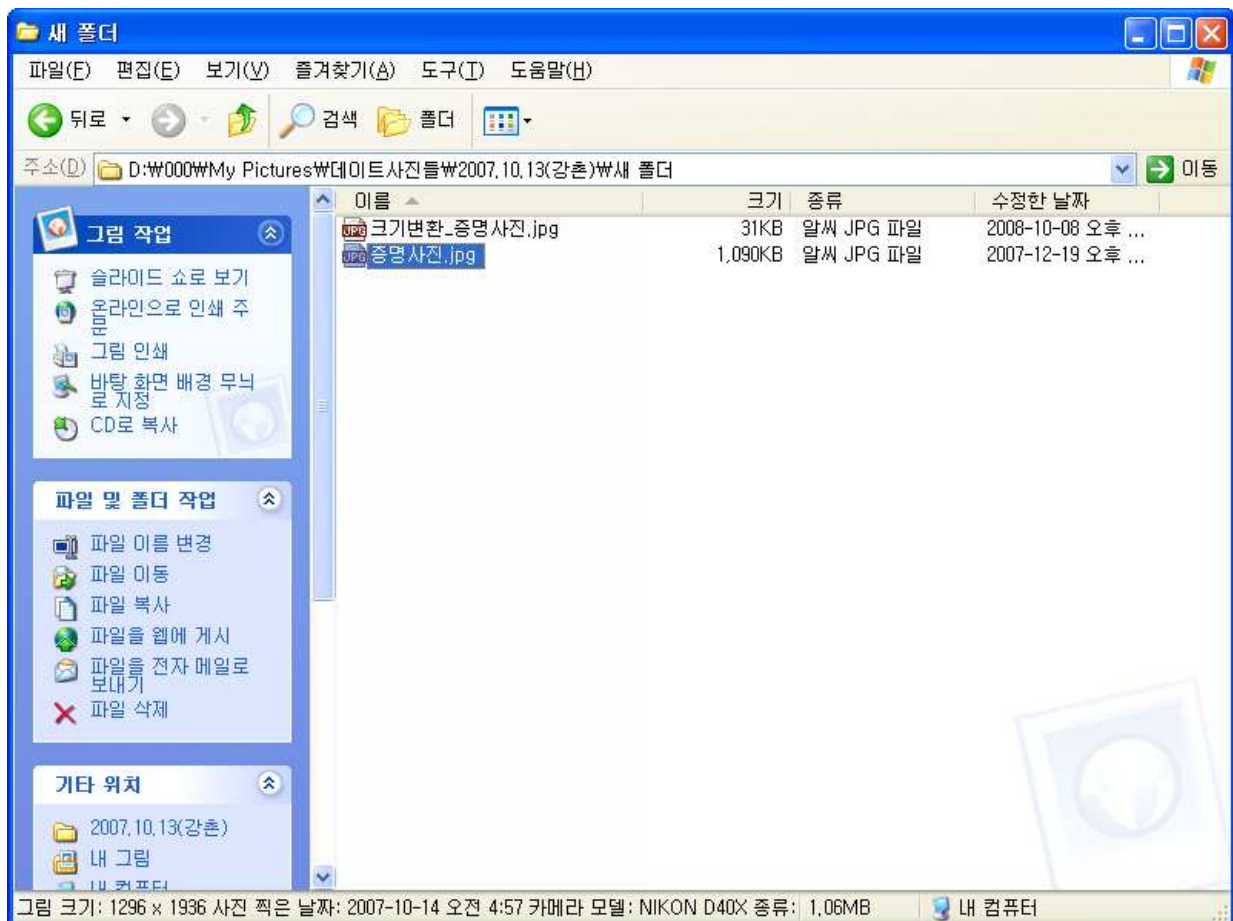 새 폴더
파일(F) 편집(E) 보기(V) 즐겨찾기(A) 도구(T) 도움말(H)
뒤로 검색 폴더
주소(D) D:₩000₩My Pictures₩데이트사진들₩2007.10.13(강촌)₩새 폴더 이동
이름 크기 종류 수정한 날짜
크기변환_증명사진.jpg 31KB 알씨 JPG 파일 2008-10-08 오후 ...
증명사진.jpg 1,090KB 알씨 JPG 파일 2007-12-19 오후 ...
그림 작업
슬라이드 쇼로 보기
온라인으로 인쇄 주
문
그림 인쇄
바탕 화면 배경 무늬
로 지정
CD로 복사
파일 및 폴더 작업
파일 이름 변경
파일 이동
파일 복사
파일을 웹에 게시
파일을 전자 메일로
보내기
파일 삭제
기타 위치
2007.10.13(강촌)
내 그림
내 컴퓨터
그림 크기: 1296 x 1936 사진 찍은 날짜: 2007-10-14 오전 4:57 카메라 모델: NIKON D40X 종류: 1.06MB 내 컴퓨터